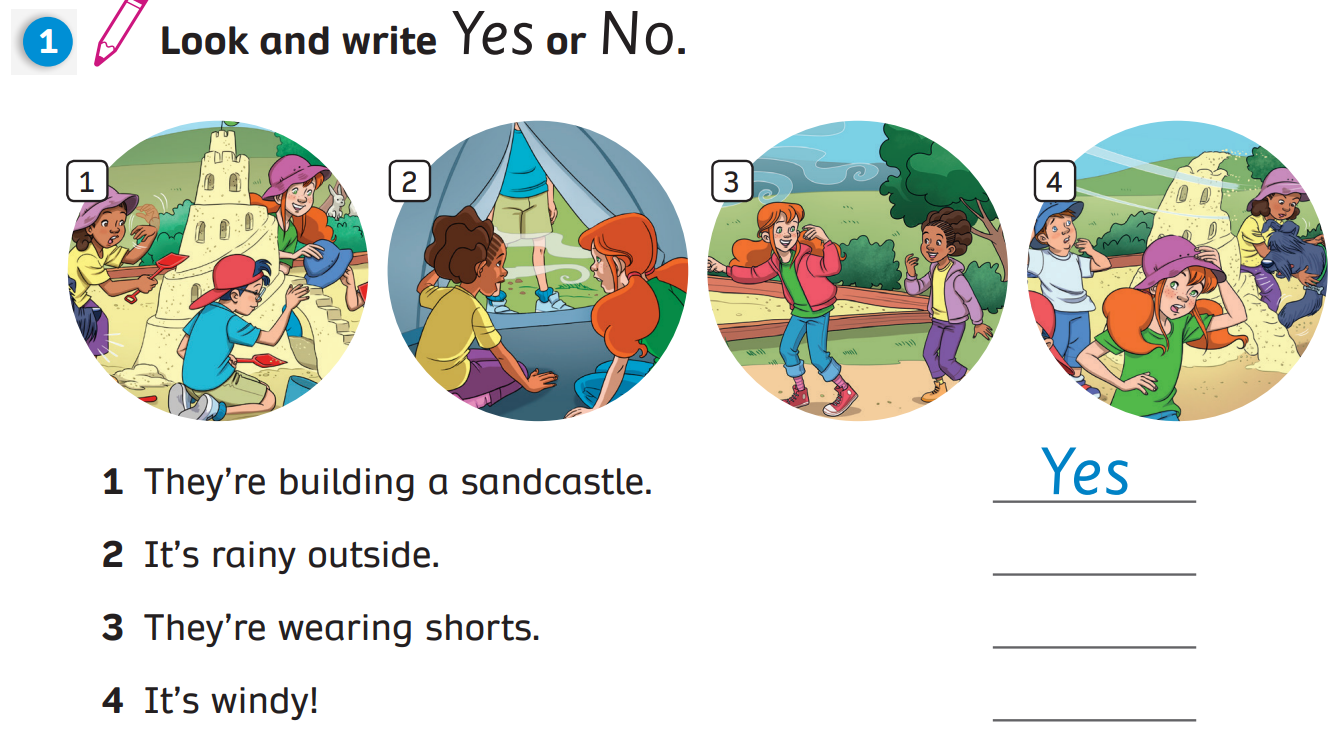 1 Look and write Yes or No.
1 2 3 4
1 They're building a sandcastle. Yes
2 It's rainy outside.
3 They're wearing shorts.
4 It's windy!